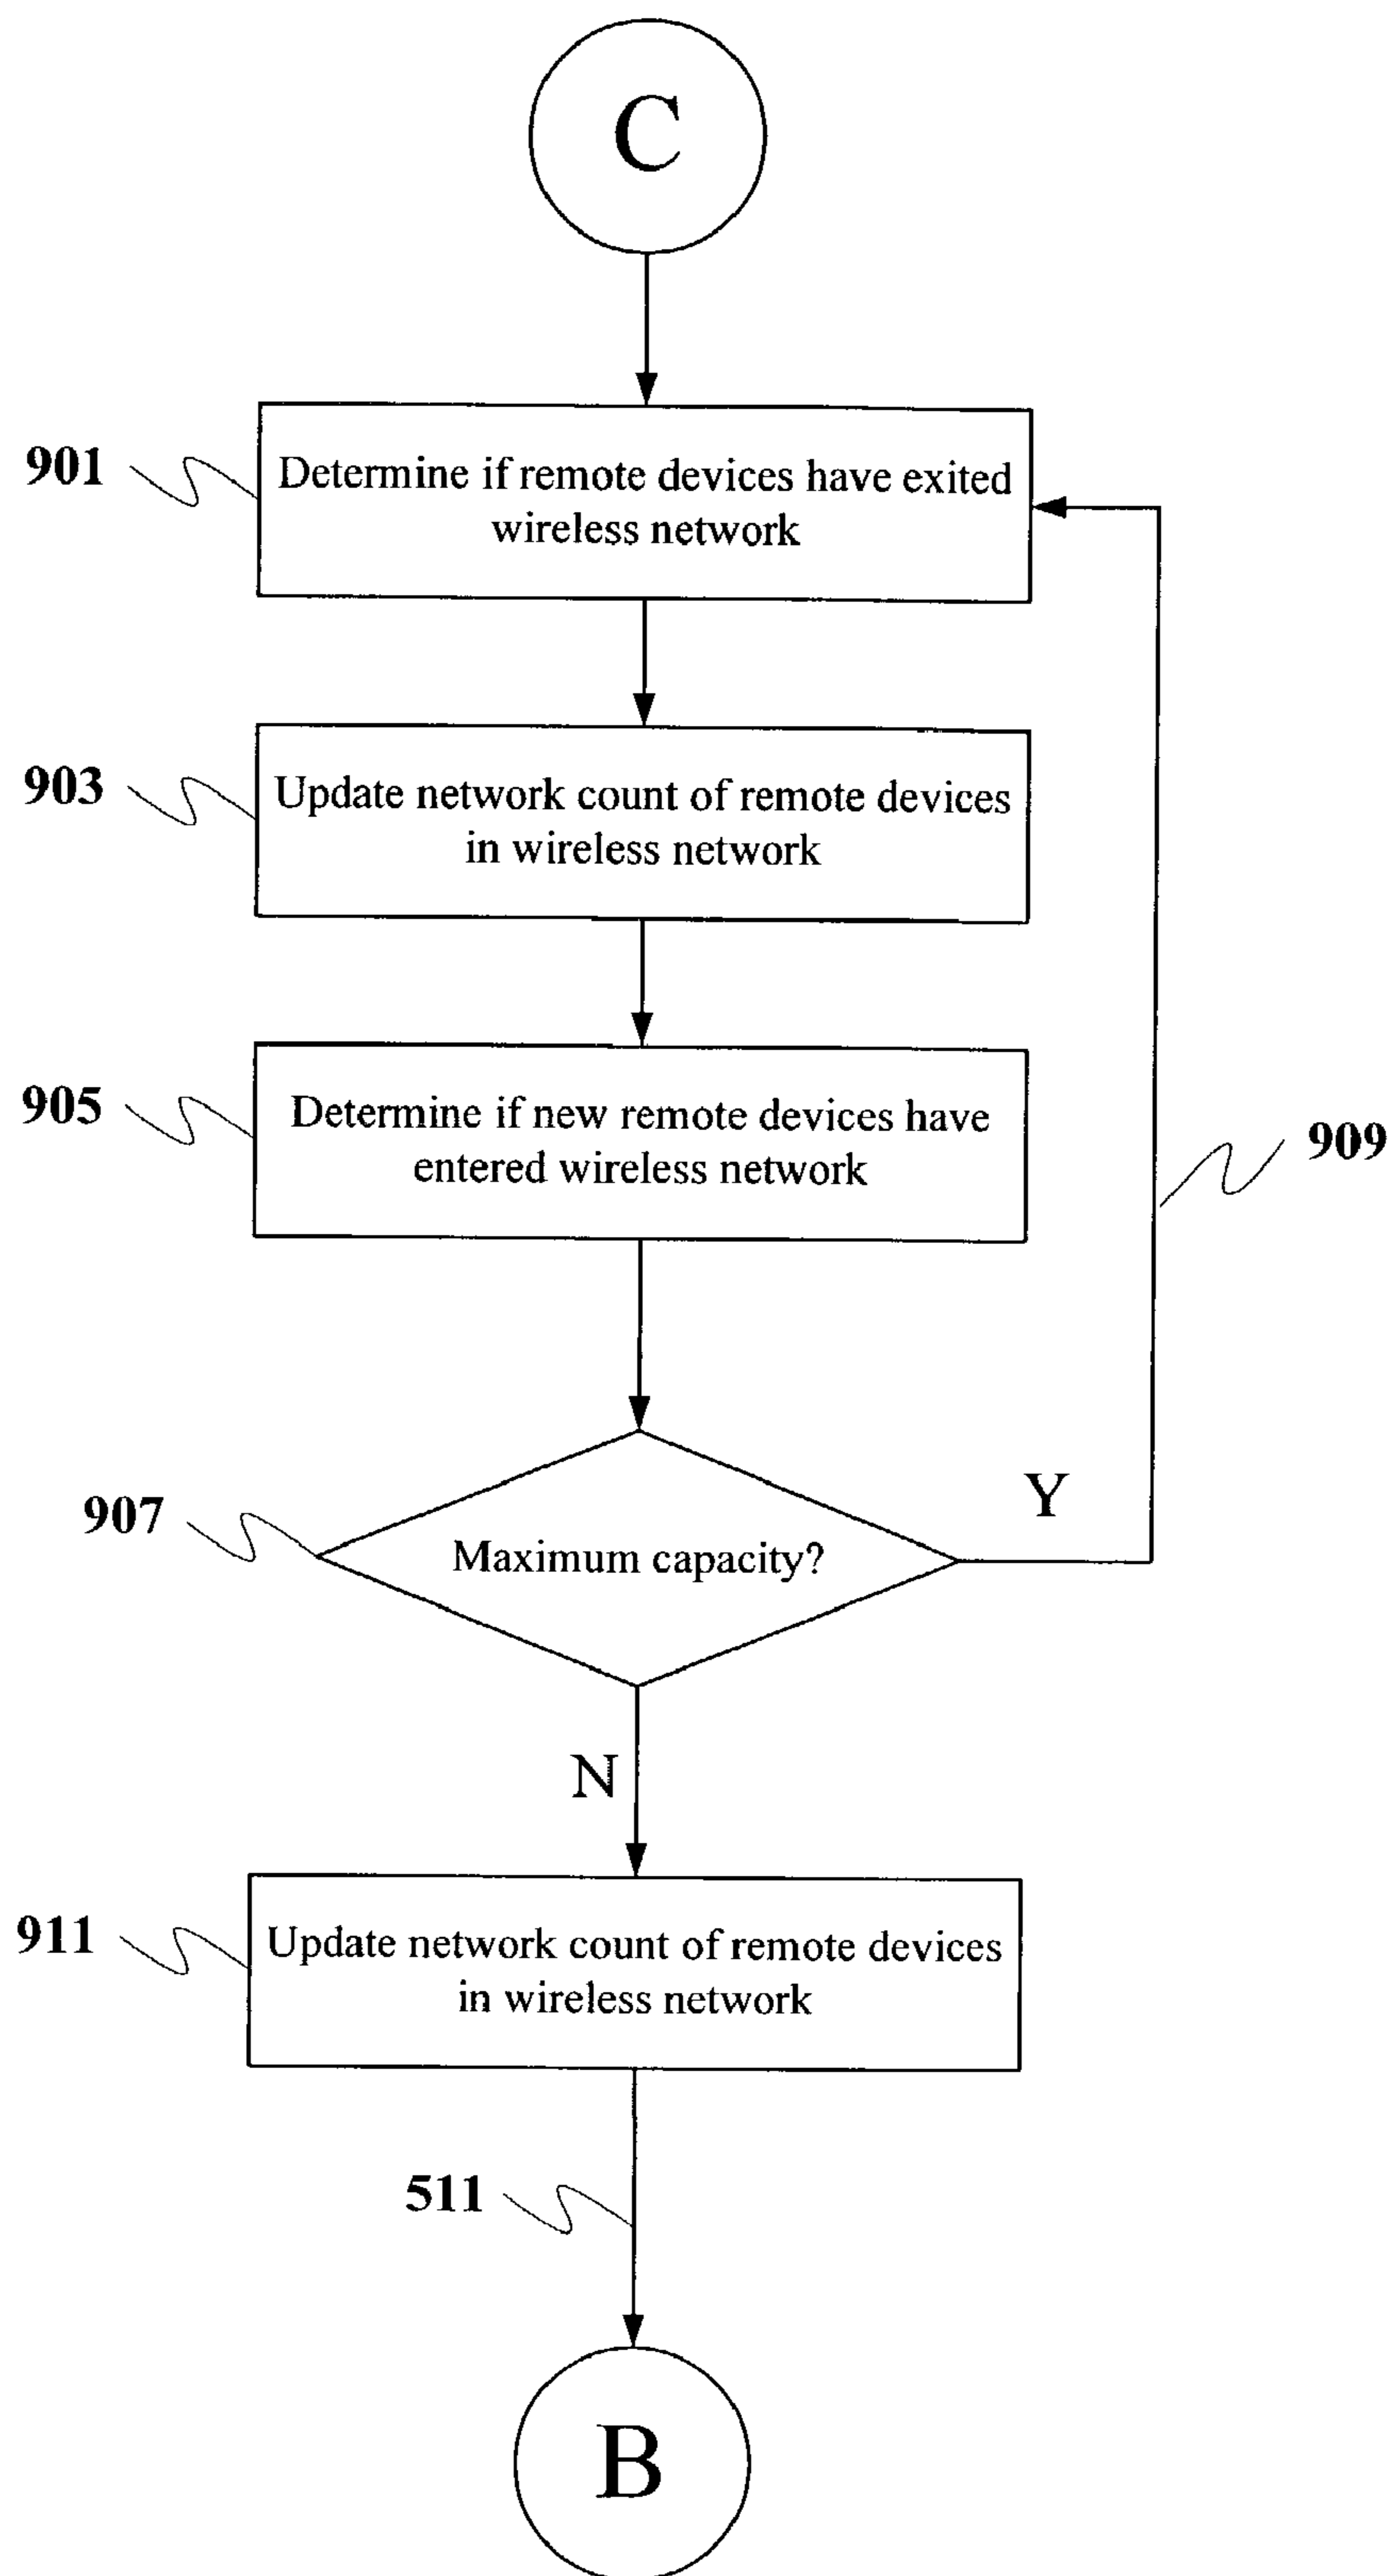 C
901
Determine if remote devices have exited
wireless network
903
Update network count of remote devices
in wireless network
905
Determine if new remote devices have
entered wireless network
909
907
Maximum capacity?
Y
N
911
Update network count of remote devices
in wireless network
511
B